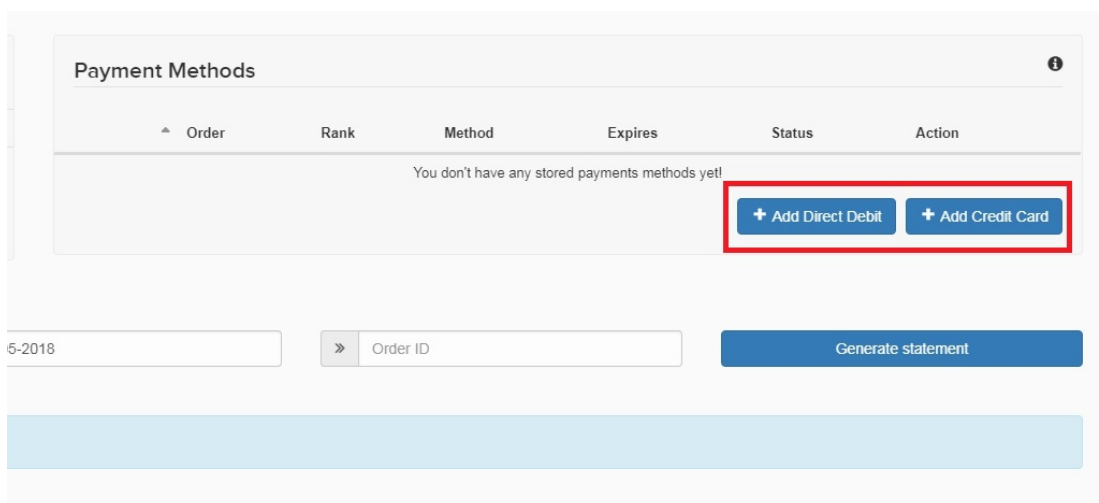 Payment Methods
Order Rank Method Expires Status Action
You don't have any stored payments methods yet!
+ Add Direct Debit + Add Credit Card
5-2018 » Order ID Generate statement